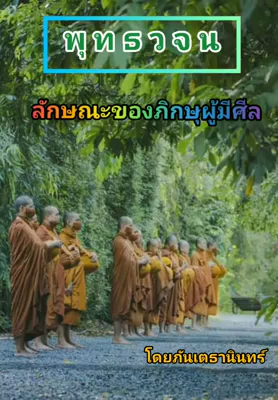 พุทธวจน
ลักษณะของภิกษุผู้มีศีล
โดยภันเตธานินทร์